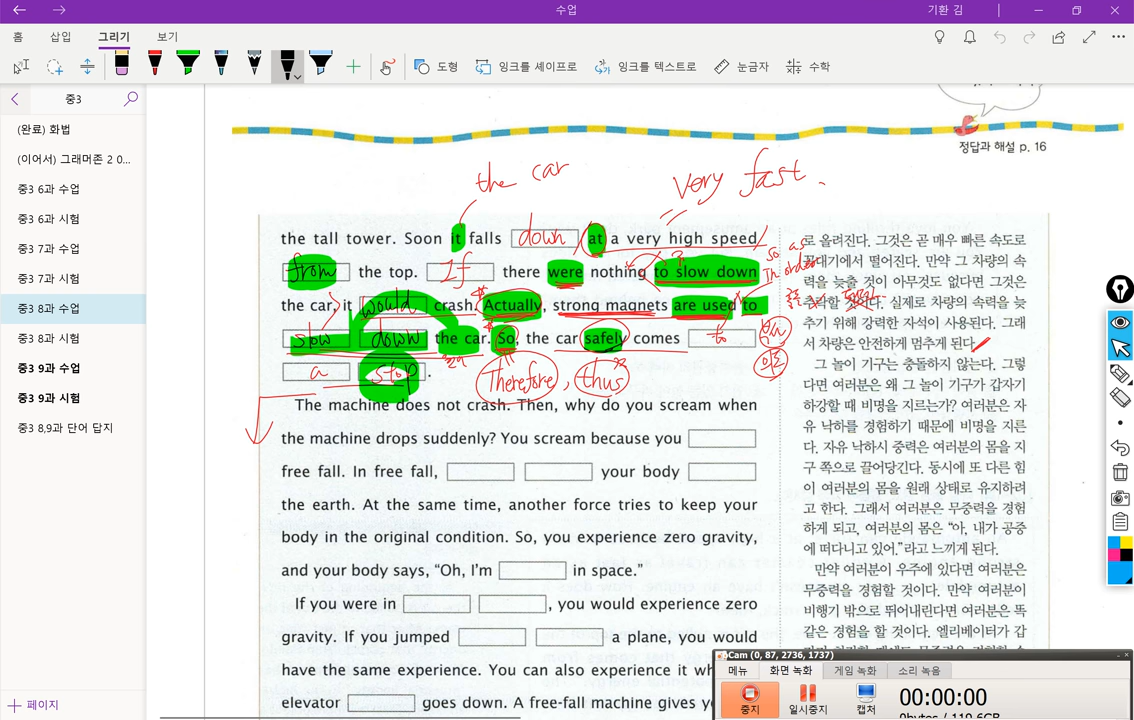 수업
기환 김
홈 삽입 그리기 보기
도형 잉크를 셰이프로 잉크를 텍스트로 눈금자 수학
중3
(완료) 화법
(이어서) 그래머존 2 0...
중3 6과 수업
중3 6과 시험
중3 7과 수업
중3 7과 시험
중3 8과 수업
중3 8과 시험
중3 9과 수업
중3 9과 시험
중3 8,9과 단어 답지
페이지
정답과 해설 p. 16
the car
very fast.
the tall tower. Soon it falls down at a very high speed
from the top. If there were nothing to slow down
so as
In order
the car, it would crash. Actually, strong magnets are used to
slow down the car. So, the car safely comes to
a stop.
Therefore, thus
The machine does not crash. Then, why do you scream when
the machine drops suddenly? You scream because you
free fall. In free fall, your body
the earth. At the same time, another force tries to keep your
body in the original condition. So, you experience zero gravity,
and your body says, “Oh, I’m in space.”
If you were in , you would experience zero
gravity. If you jumped a plane, you would
have the same experience. You can also experience it
elevator goes down. A free-fall machine gives
로 올려진다. 그것은 곧 매우 빠른 속도로
꼭대기에서 떨어진다. 만약 그 차량의 속
력을 늦출 것이 아무것도 없다면 그것은
추락할 것이다. 실제로 차량의 속력을 늦
추기 위해 강력한 자석이 사용된다. 그래
서 차량은 안전하게 멈추게 된다.
그 놀이 기구는 충돌하지 않는다. 그렇
다면 여러분은 왜 그 놀이 기구가 갑자기
하강할 때 비명을 지르는가? 여러분은 자
유 낙하를 경험하기 때문에 비명을 지른
다. 자유 낙하시 중력은 여러분의 몸을 지
구 쪽으로 끌어당긴다. 동시에 또 다른 힘
이 여러분의 몸을 원래 상태로 유지하려
고 한다. 그래서 여러분은 무중력을 경험
하게 되고, 여러분의 몸은 “아, 내가 공중
에 떠다니고 있어.”라고 느끼게 된다.
만약 여러분이 우주에 있다면 여러분은
무중력을 경험할 것이다. 만약 여러분이
비행기 밖으로 뛰어내린다면 여러분은 똑
같은 경험을 할 것이다. 엘리베이터가 갑
oCam (0, 87, 2736, 1737)
메뉴 화면 녹화 게임 녹화 소리 녹음
중지 일시중지 캡처
00:00:00
0bytes / 110.6GB